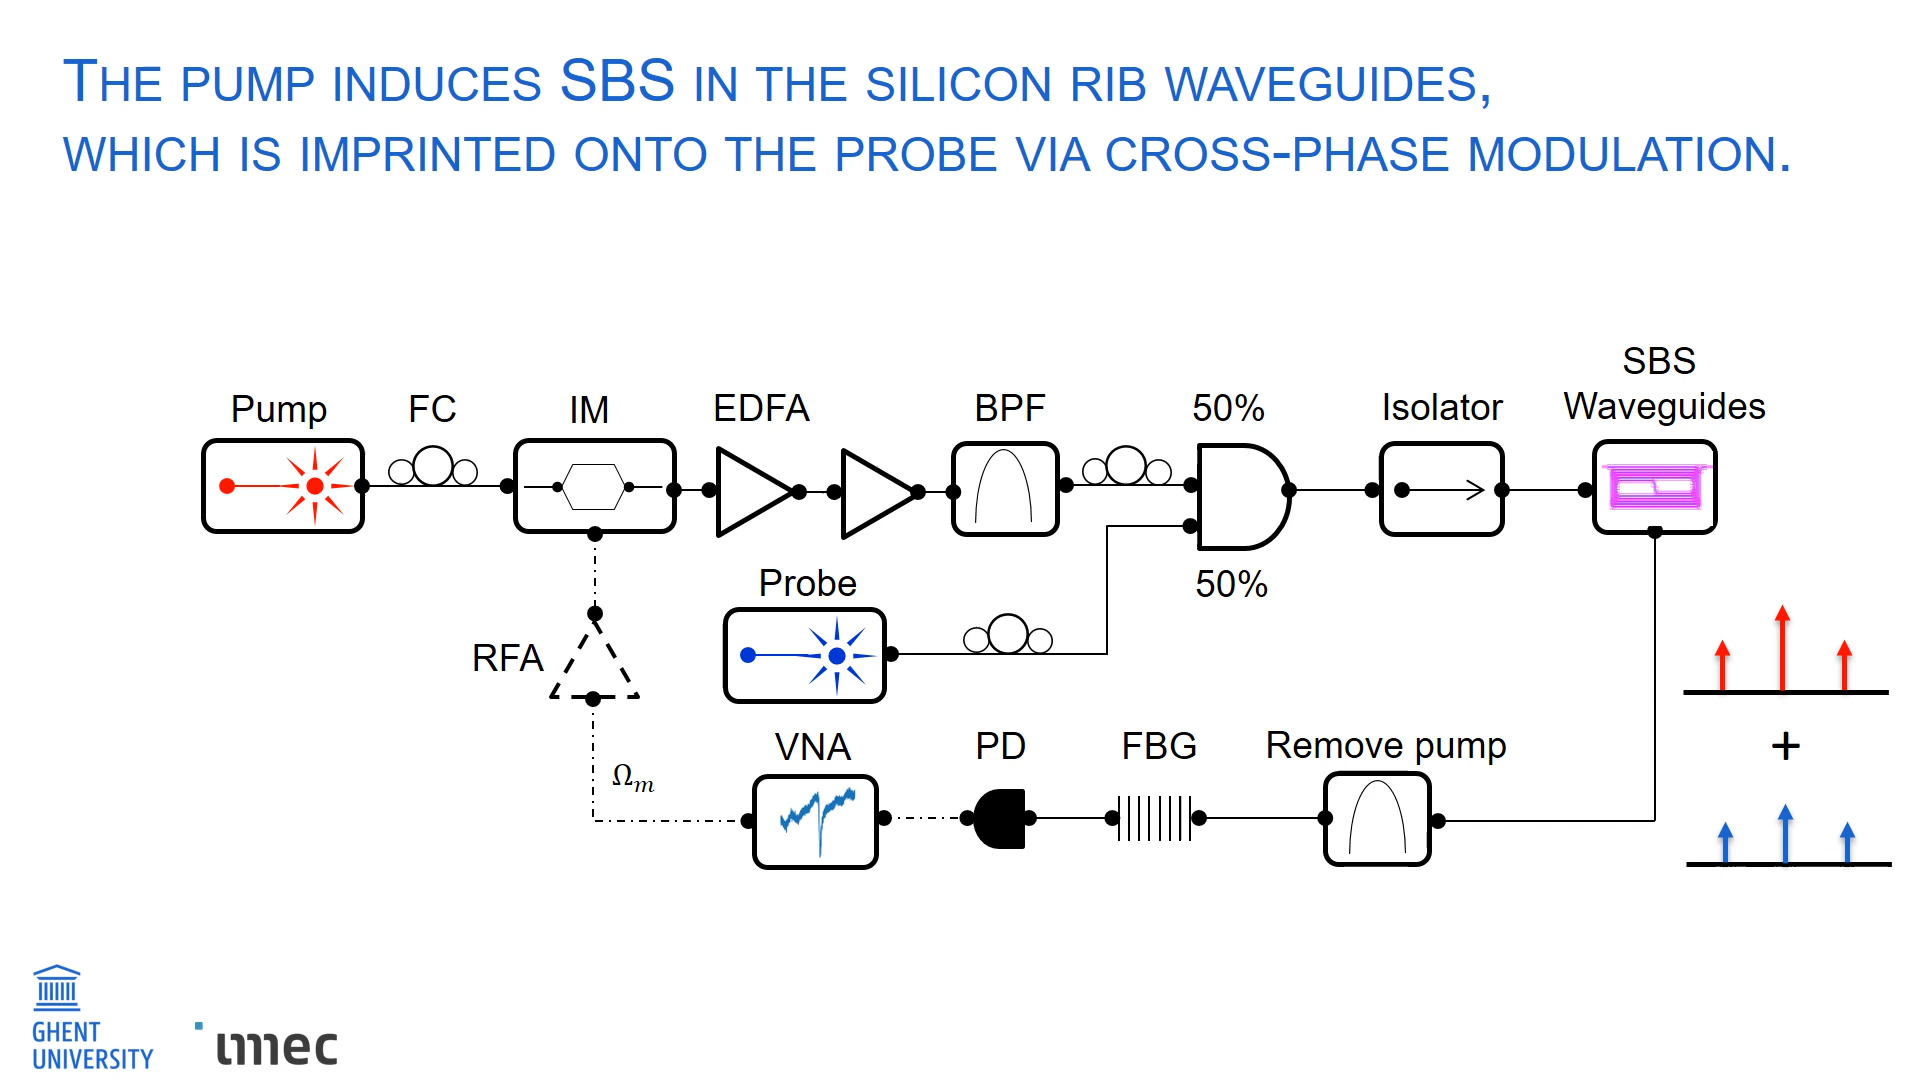 THE PUMP INDUCES SBS IN THE SILICON RIB WAVEGUIDES,
WHICH IS IMPRINTED ONTO THE PROBE VIA CROSS-PHASE MODULATION.
SBS
Waveguides
Pump
FC
IM
EDFA
BPF
50%
Isolator
50%
Probe
RFA
VNA
PD
FBG
Remove pump
+
Ωm
GHENT
UNIVERSITY
imec